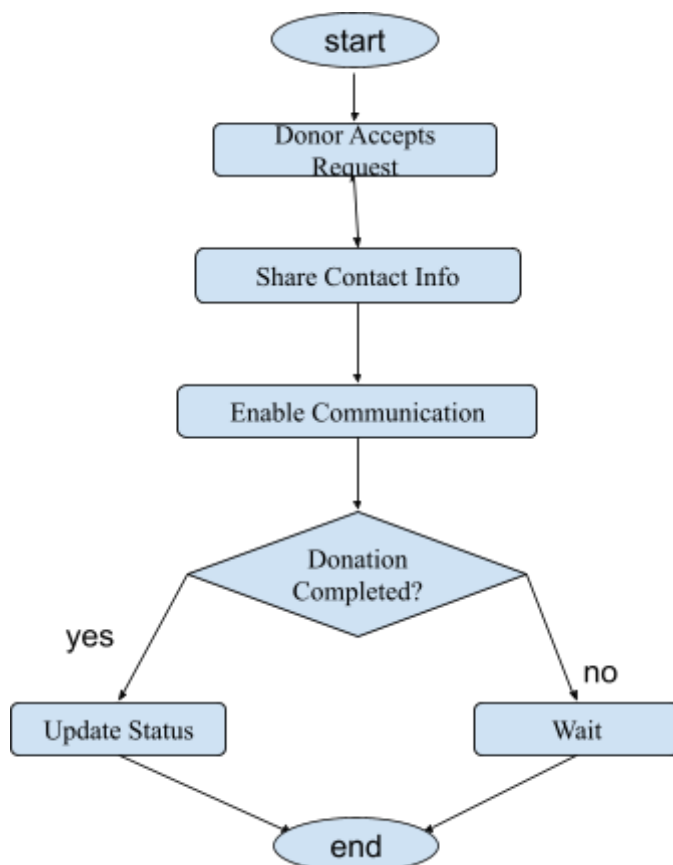 start
Donor Accepts
Request
Share Contact Info
Enable Communication
Donation
Completed?
yes
no
Update Status
Wait
end